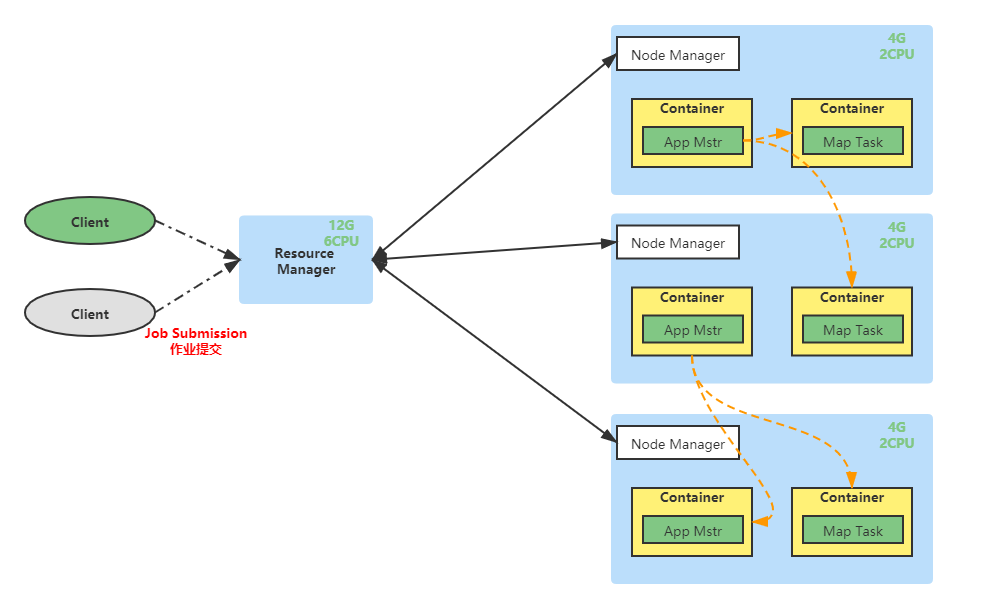 Client
Client
Job Submission
作业提交
12G
6CPU
Resource
Manager
4G
2CPU
Node Manager
Container
App Mstr
Container
Map Task
4G
2CPU
Node Manager
Container
App Mstr
Container
Map Task
4G
2CPU
Node Manager
Container
App Mstr
Container
Map Task